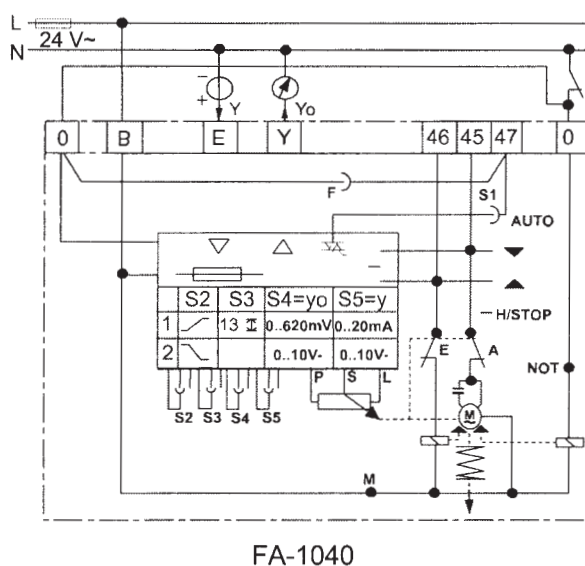 L
24 V~
N
−
+ Y Yo
0 B E Y 46 45 47 0
F S1
AUTO
−
S2 S3 S4=yo S5=y
1 13 0..620mV 0..20mA
− H/STOP
2 0..10V- 0..10V-
E A
P S L
NOT
S2 S3 S4 S5
M
M
FA-1040